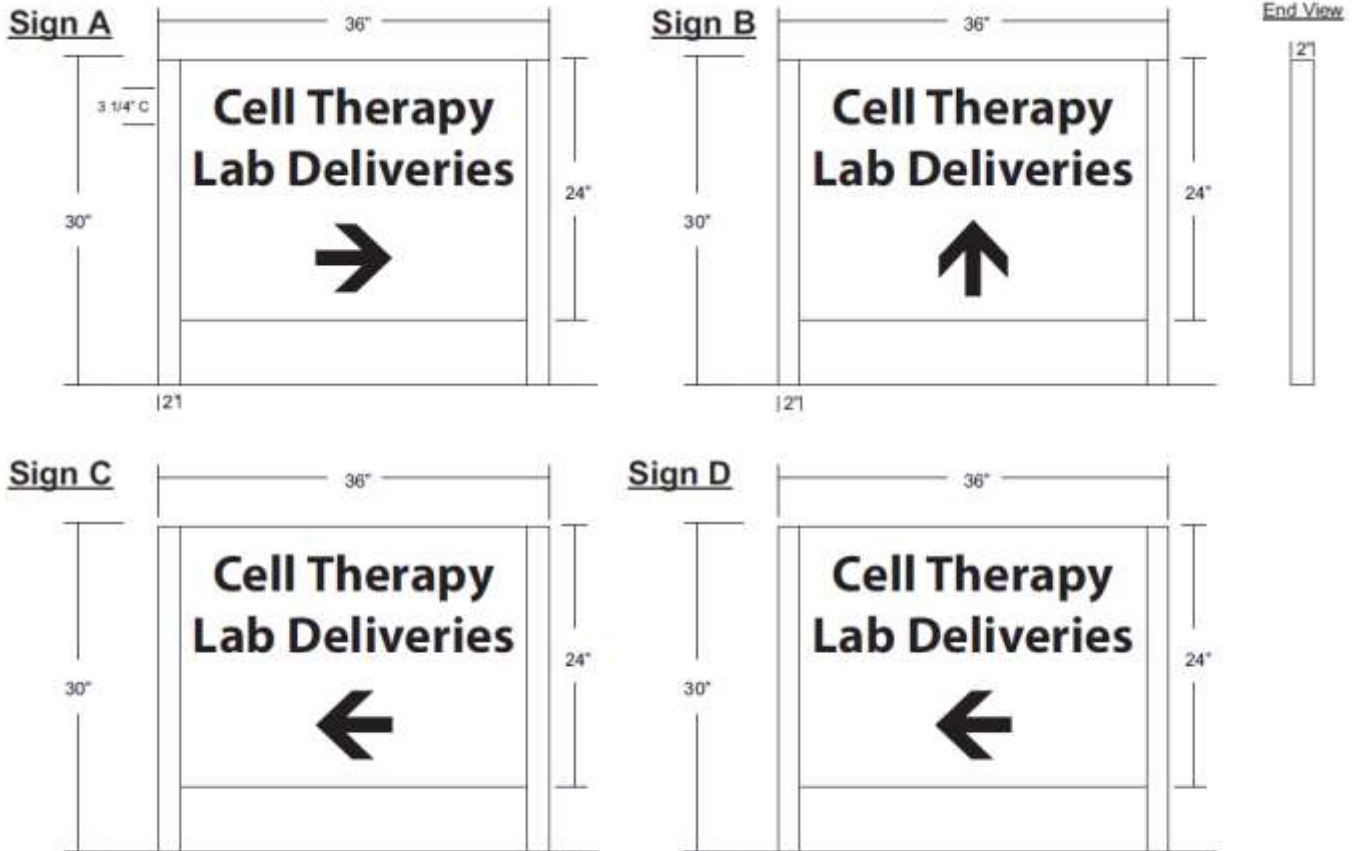 Sign A
36"
3 1/4" C
Cell Therapy
Lab Deliveries
30"
24"
2"
Sign B
36"
Cell Therapy
Lab Deliveries
30"
24"
2"
End View
2"
Sign C
36"
Cell Therapy
Lab Deliveries
30"
24"
Sign D
36"
Cell Therapy
Lab Deliveries
30"
24"